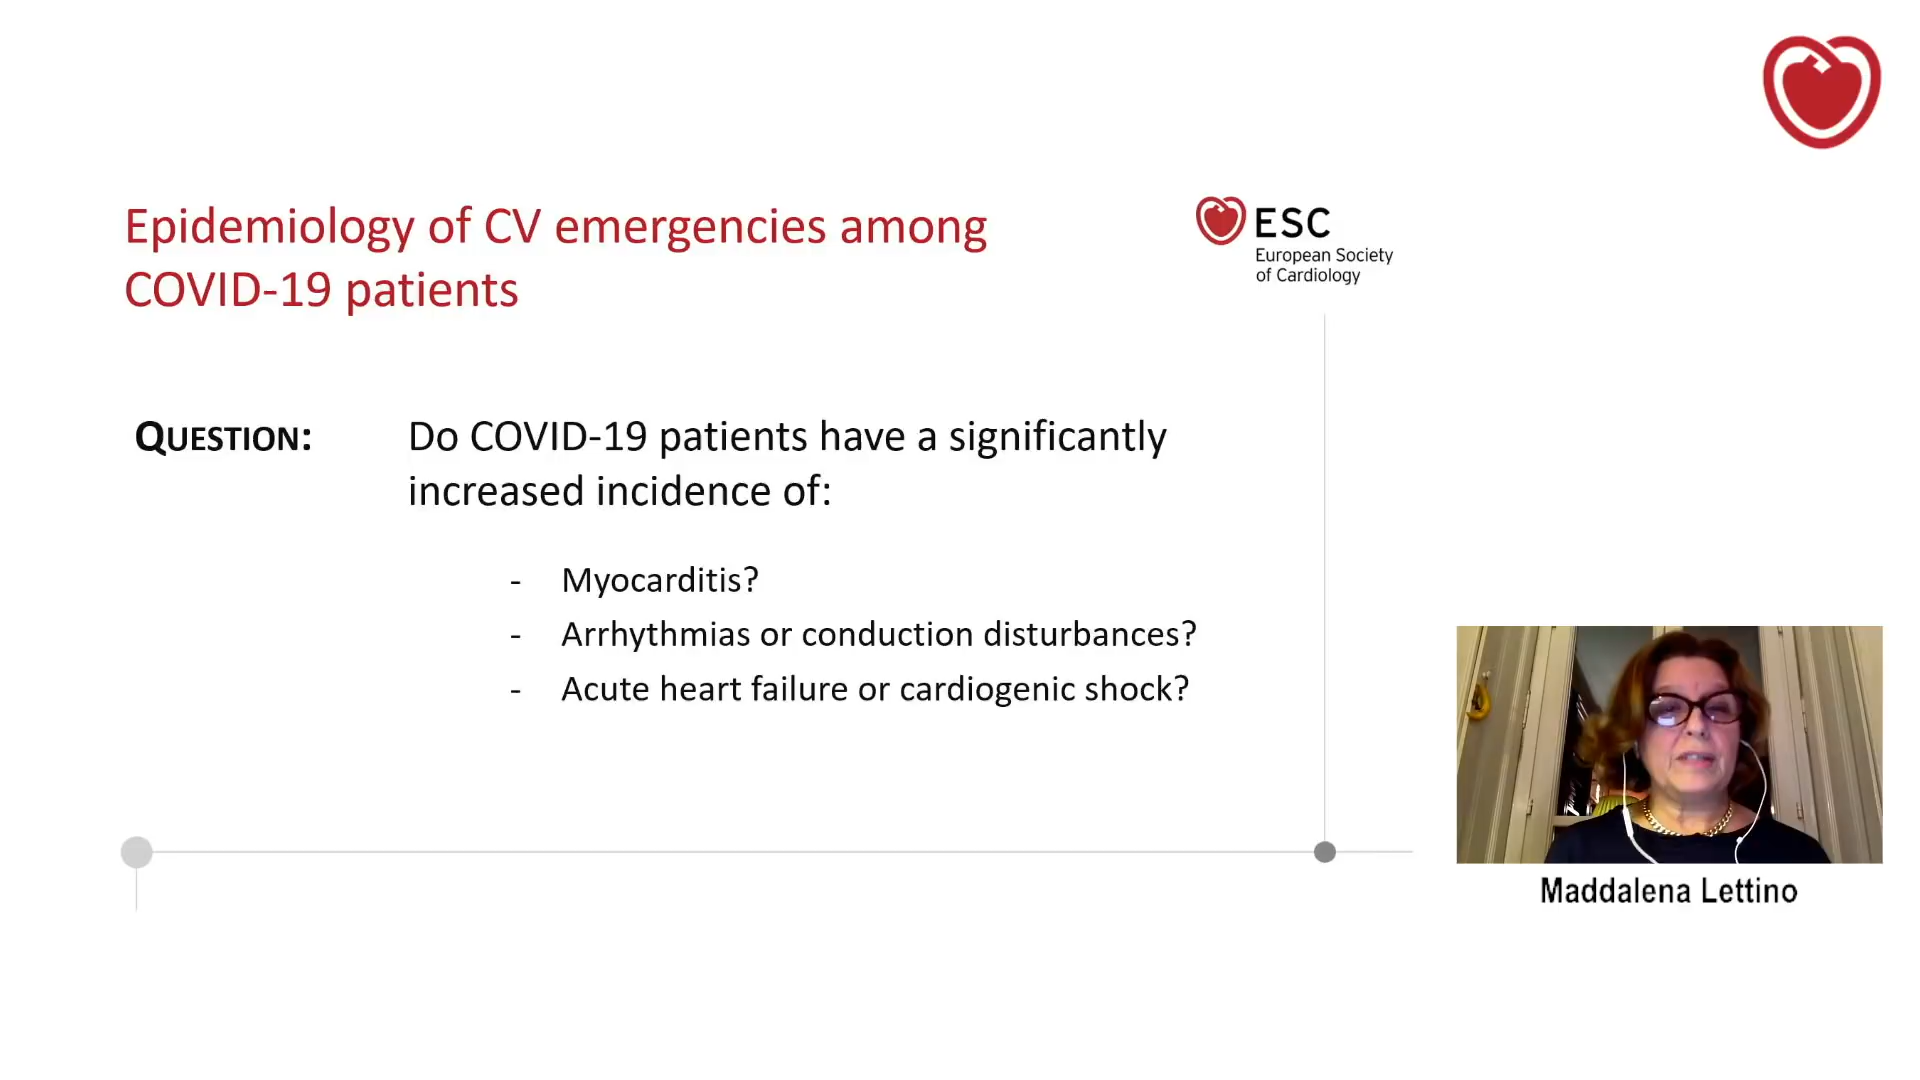 Epidemiology of CV emergencies among
COVID-19 patients
ESC
European Society
of Cardiology
QUESTION: Do COVID-19 patients have a significantly
increased incidence of:
- Myocarditis?
- Arrhythmias or conduction disturbances?
- Acute heart failure or cardiogenic shock?
Maddalena Lettino